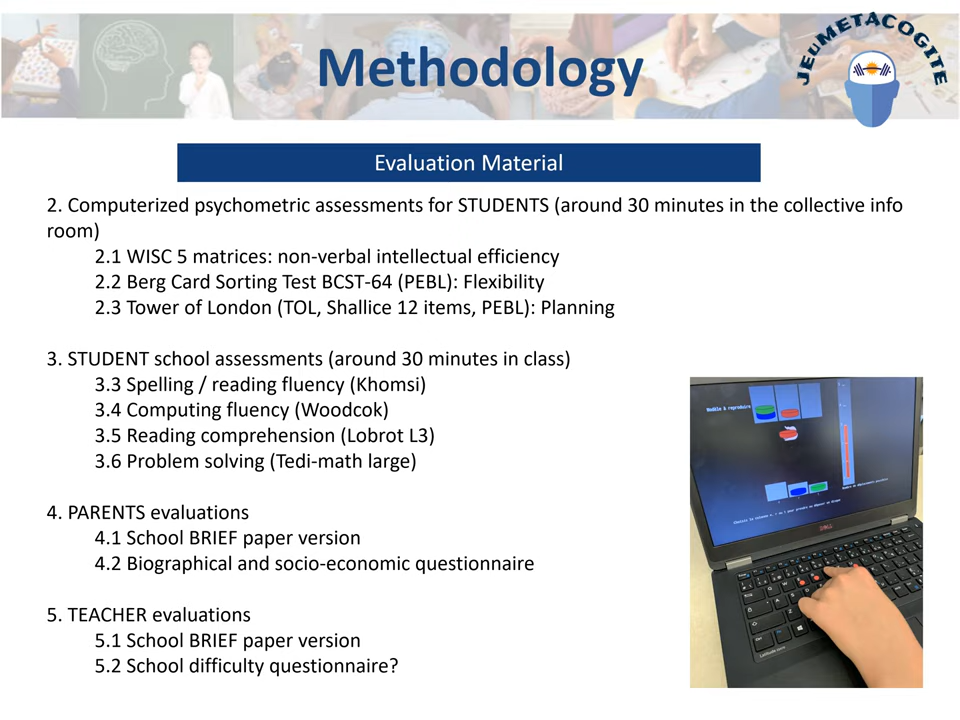 Methodology
JEuMETACOGITE
Evaluation Material
2. Computerized psychometric assessments for STUDENTS (around 30 minutes in the collective info
room)
2.1 WISC 5 matrices: non-verbal intellectual efficiency
2.2 Berg Card Sorting Test BCST-64 (PEBL): Flexibility
2.3 Tower of London (TOL, Shallice 12 items, PEBL): Planning
3. STUDENT school assessments (around 30 minutes in class)
3.3 Spelling / reading fluency (Khomsi)
3.4 Computing fluency (Woodcok)
3.5 Reading comprehension (Lobrot L3)
3.6 Problem solving (Tedi-math large)
4. PARENTS evaluations
4.1 School BRIEF paper version
4.2 Biographical and socio-economic questionnaire
5. TEACHER evaluations
5.1 School BRIEF paper version
5.2 School difficulty questionnaire?
Modèle à reproduire
DELL